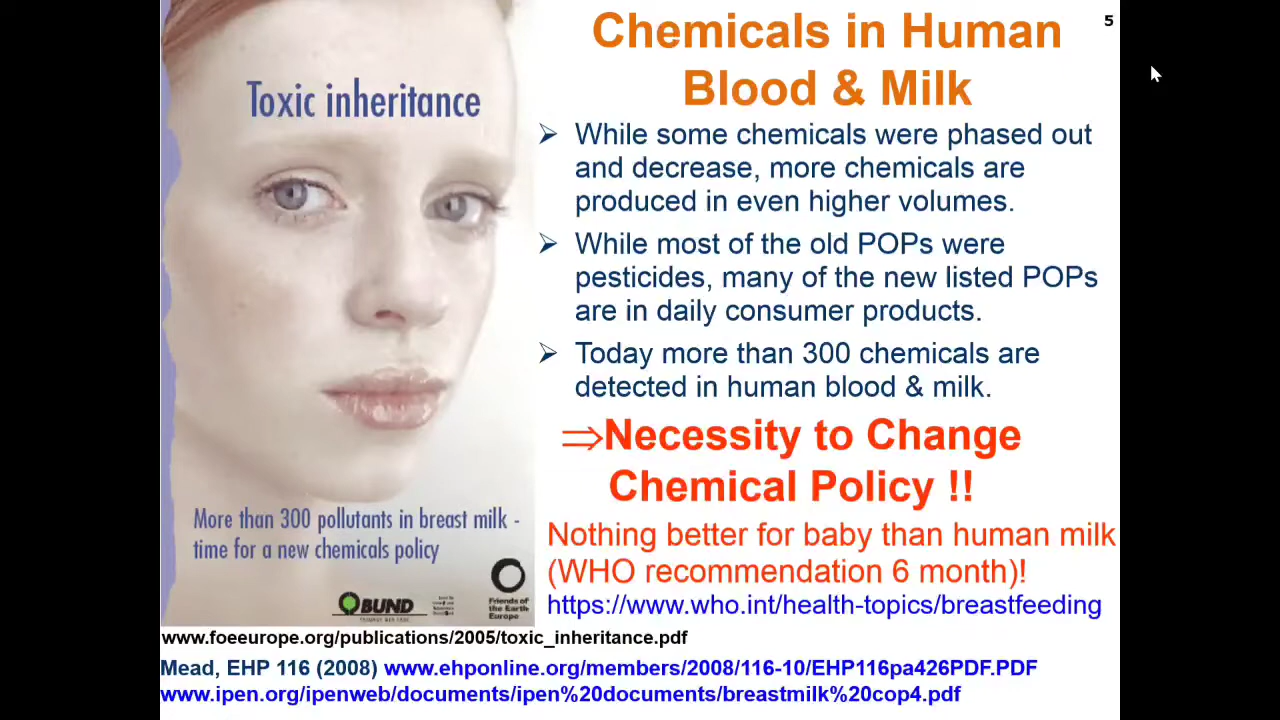 Chemicals in Human
Blood & Milk
5
Toxic inheritance
➢ While some chemicals were phased out
and decrease, more chemicals are
produced in even higher volumes.
➢ While most of the old POPs were
pesticides, many of the new listed POPs
are in daily consumer products.
➢ Today more than 300 chemicals are
detected in human blood & milk.
⇒Necessity to Change
Chemical Policy !!
Nothing better for baby than human milk
(WHO recommendation 6 month)!
https://www.who.int/health-topics/breastfeeding
More than 300 pollutants in breast milk -
time for a new chemicals policy
BUND
Friends of
the Earth
Europe
www.foeeurope.org/publications/2005/toxic_inheritance.pdf
Mead, EHP 116 (2008) www.ehponline.org/members/2008/116-10/EHP116pa426PDF.PDF
www.ipen.org/ipenweb/documents/ipen%20documents/breastmilk%20cop4.pdf